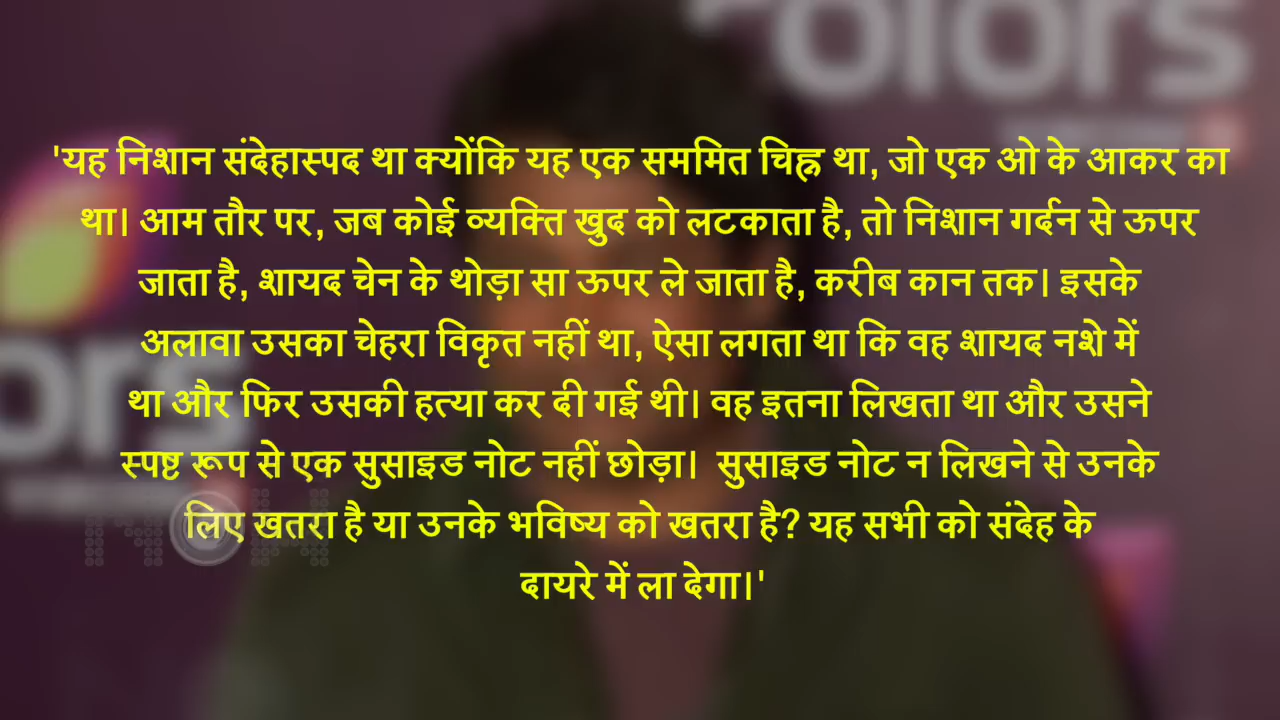 olors
'यह निशान संदेहास्पद था क्योंकि यह एक सममित चिह्न था, जो एक ओ के आकर का
था। आम तौर पर, जब कोई व्यक्ति खुद को लटकाता है, तो निशान गर्दन से ऊपर
जाता है, शायद चेन के थोड़ा सा ऊपर ले जाता है, करीब कान तक। इसके
अलावा उसका चेहरा विकृत नहीं था, ऐसा लगता था कि वह शायद नशे में
था और फिर उसकी हत्या कर दी गई थी। वह इतना लिखता था और उसने
स्पष्ट रूप से एक सुसाइड नोट नहीं छोड़ा। सुसाइड नोट न लिखने से उनके
लिए खतरा है या उनके भविष्य को खतरा है? यह सभी को संदेह के
दायरे में ला देगा।'
ors